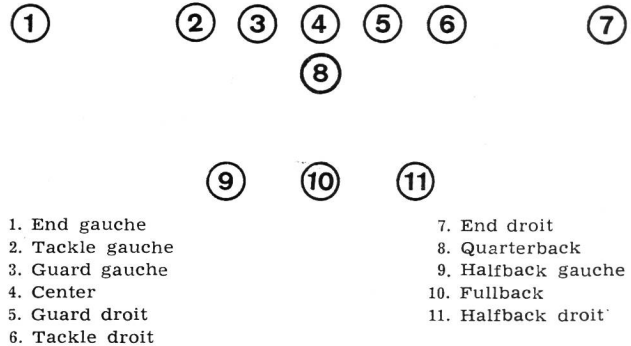 1 2 3 4 5 6 7
8
9 10 11
1. End gauche
2. Tackle gauche
3. Guard gauche
4. Center
5. Guard droit
6. Tackle droit
7. End droit
8. Quarterback
9. Halfback gauche
10. Fullback
11. Halfback droit